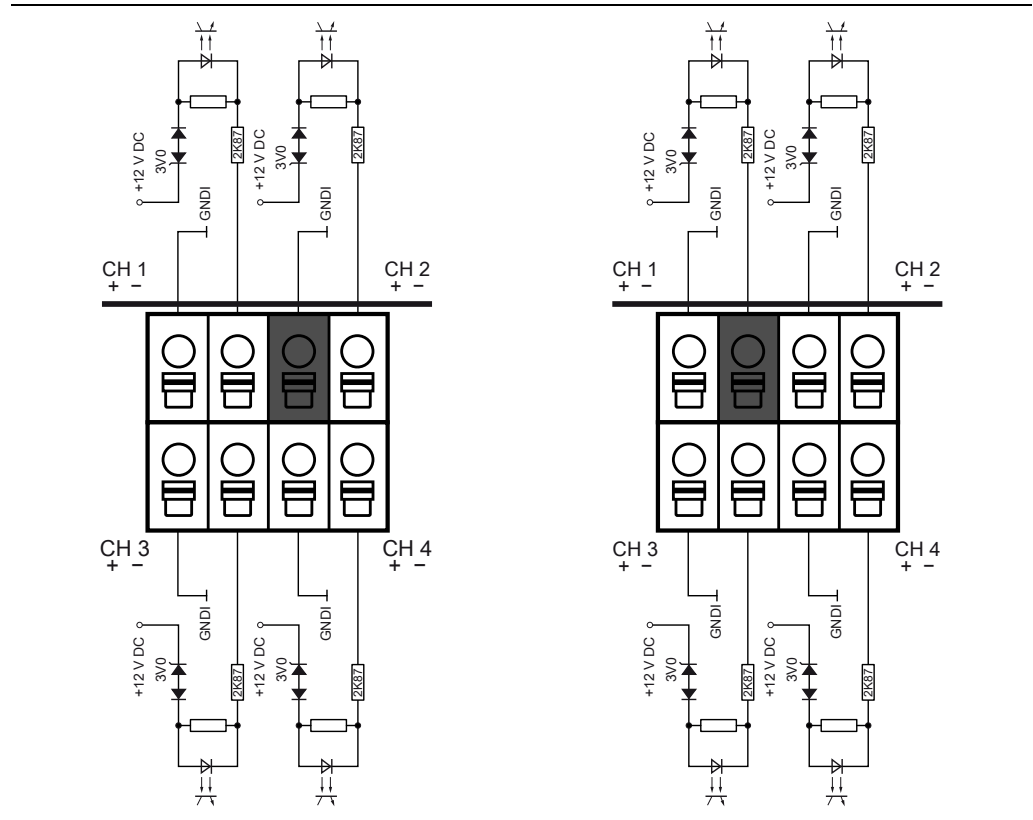 +12 V DC
3V0
2K87
GNDI
+12 V DC
3V0
2K87
GNDI
+12 V DC
3V0
2K87
GNDI
+12 V DC
3V0
2K87
GNDI
CH 1
+ −
CH 2
+ −
CH 1
+ −
CH 2
+ −
CH 3
+ −
CH 4
+ −
CH 3
+ −
CH 4
+ −
+12 V DC
3V0
GNDI
2K87
+12 V DC
3V0
GNDI
2K87
+12 V DC
3V0
GNDI
2K87
+12 V DC
3V0
GNDI
2K87